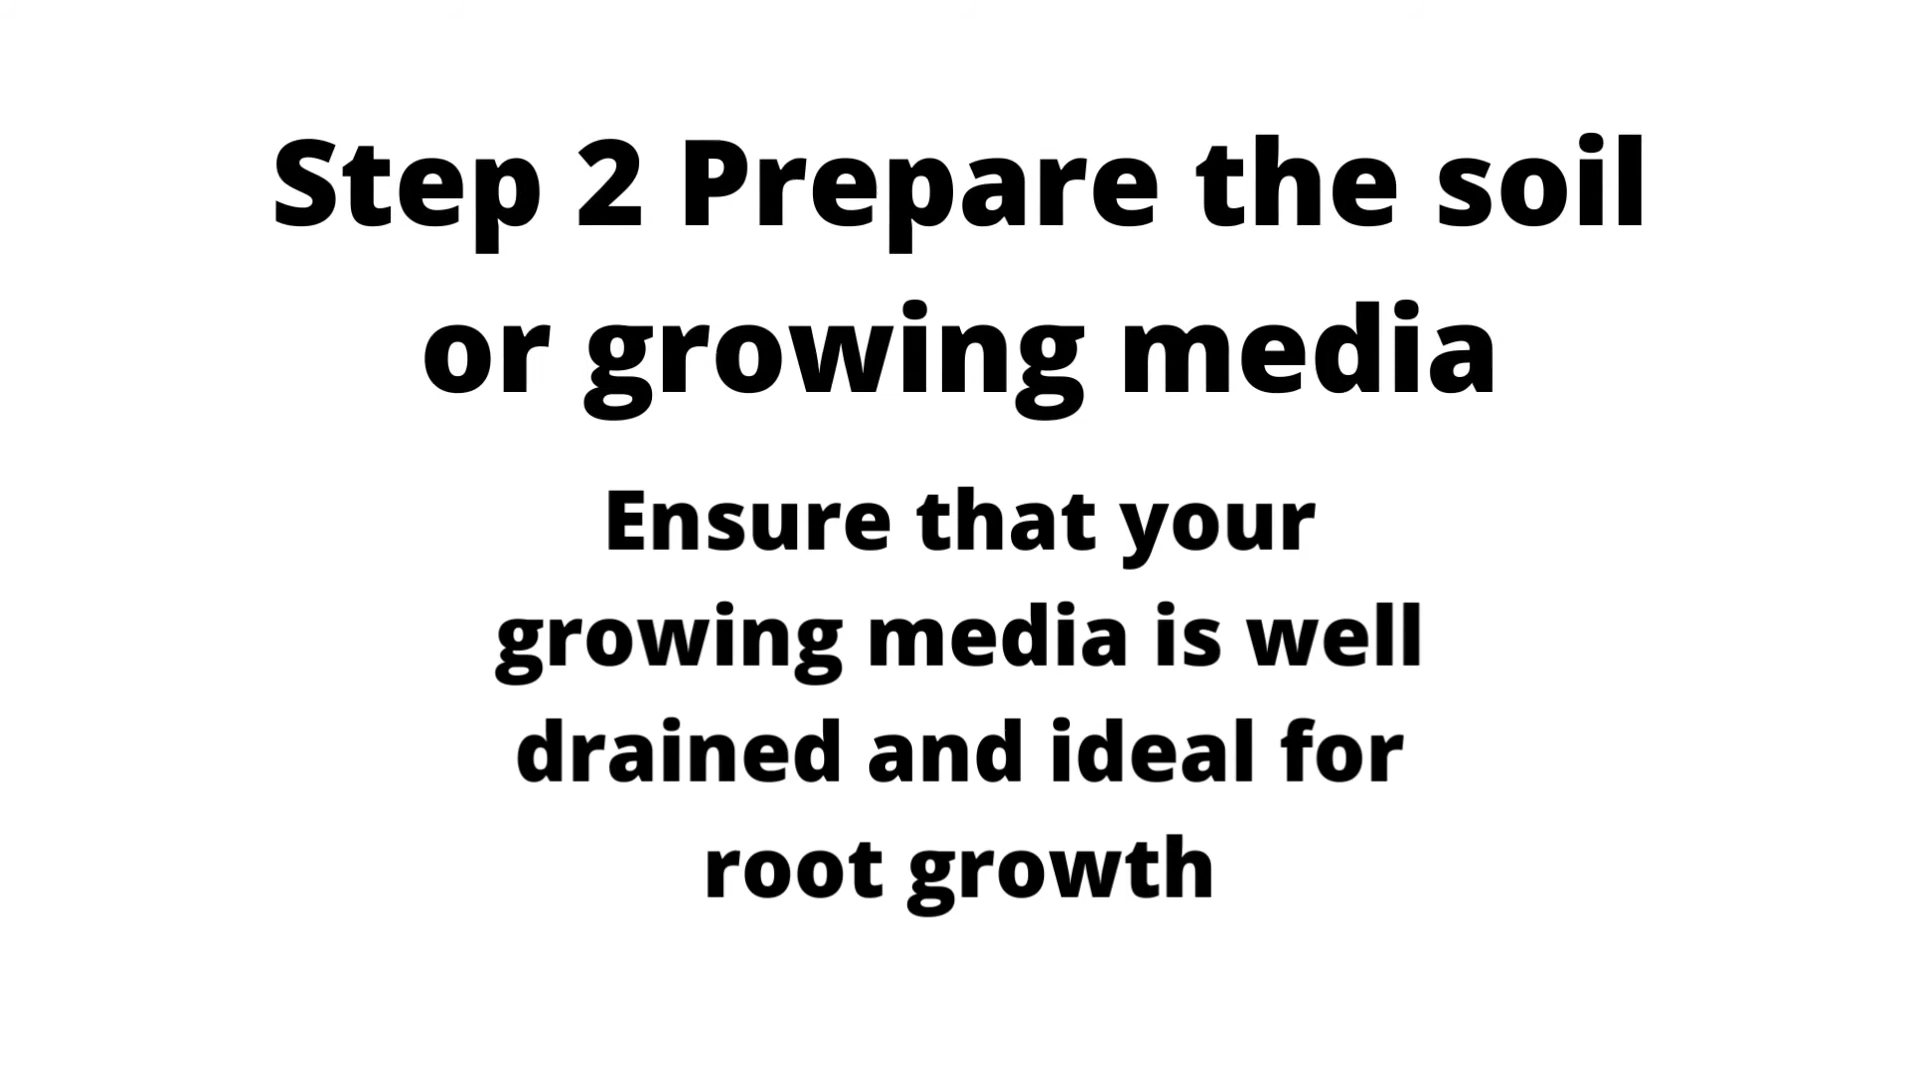 Step 2 Prepare the soil
or growing media
Ensure that your
growing media is well
drained and ideal for
root growth